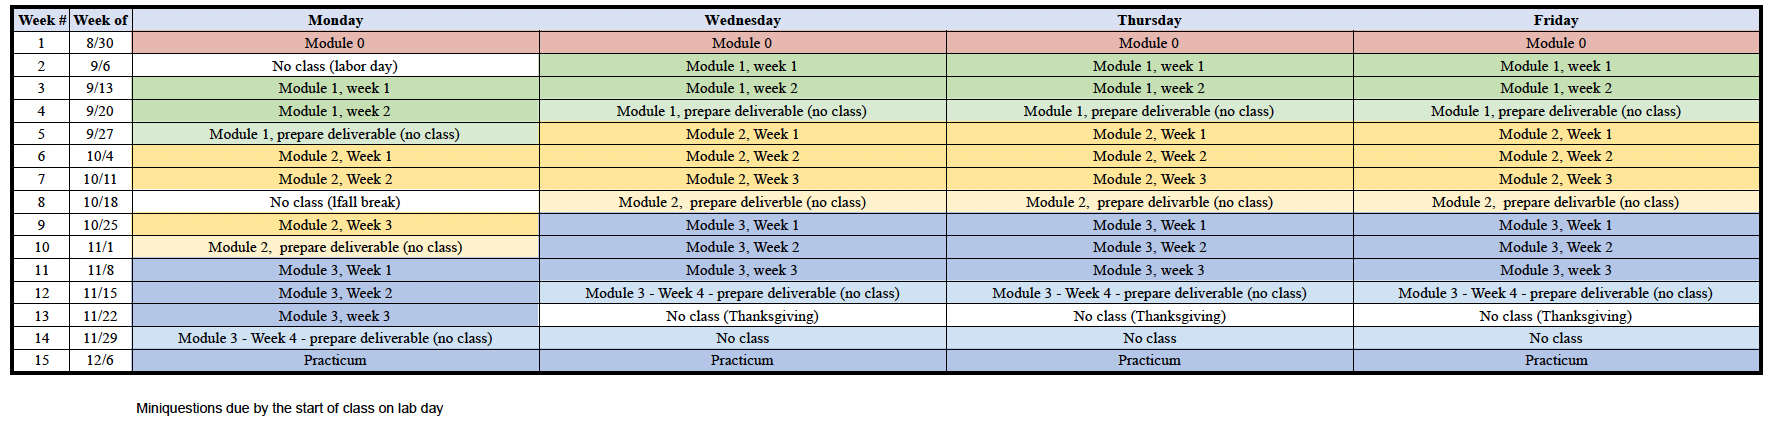 Week # Week of Monday Wednesday Thursday Friday
1 8/30 Module 0 Module 0 Module 0 Module 0
2 9/6 No class (labor day) Module 1, week 1 Module 1, week 1 Module 1, week 1
3 9/13 Module 1, week 1 Module 1, week 2 Module 1, week 2 Module 1, week 2
4 9/20 Module 1, week 2 Module 1, prepare deliverable (no class) Module 1, prepare deliverable (no class) Module 1, prepare deliverable (no class)
5 9/27 Module 1, prepare deliverable (no class) Module 2, Week 1 Module 2, Week 1 Module 2, Week 1
6 10/4 Module 2, Week 1 Module 2, Week 2 Module 2, Week 2 Module 2, Week 2
7 10/11 Module 2, Week 2 Module 2, Week 3 Module 2, Week 3 Module 2, Week 3
8 10/18 No class (lfall break) Module 2, prepare deliverble (no class) Module 2, prepare delivarble (no class) Module 2, prepare delivarble (no class)
9 10/25 Module 2, Week 3 Module 3, Week 1 Module 3, Week 1 Module 3, Week 1
10 11/1 Module 2, prepare deliverable (no class) Module 3, Week 2 Module 3, Week 2 Module 3, Week 2
11 11/8 Module 3, Week 1 Module 3, week 3 Module 3, week 3 Module 3, week 3
12 11/15 Module 3, Week 2 Module 3 - Week 4 - prepare deliverable (no class) Module 3 - Week 4 - prepare deliverable (no class) Module 3 - Week 4 - prepare deliverable (no class)
13 11/22 Module 3, week 3 No class (Thanksgiving) No class (Thanksgiving) No class (Thanksgiving)
14 11/29 Module 3 - Week 4 - prepare deliverable (no class) No class No class No class
15 12/6 Practicum Practicum Practicum Practicum
Miniquestions due by the start of class on lab day